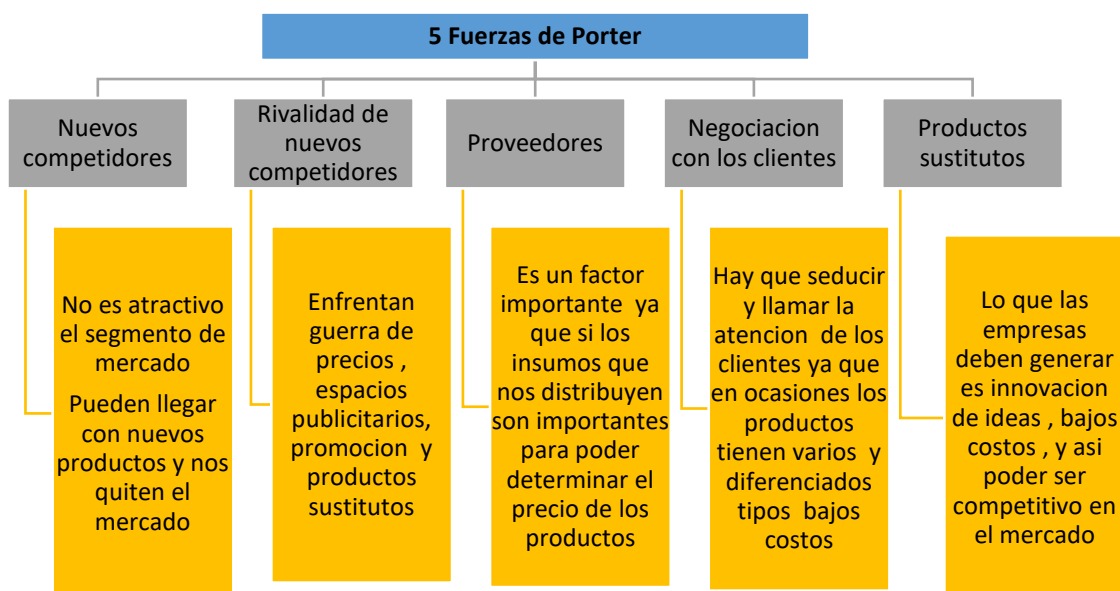 5 Fuerzas de Porter
Nuevos
competidores
Rivalidad de
nuevos
competidores
Proveedores
Negociacion
con los clientes
Productos
sustitutos
No es atractivo
el segmento de
mercado
Pueden llegar
con nuevos
productos y nos
quiten el
mercado
Enfrentan
guerra de
precios ,
espacios
publicitarios,
promocion y
productos
sustitutos
Es un factor
importante ya
que si los
insumos que
nos distribuyen
son importantes
para poder
determinar el
precio de los
productos
Hay que seducir
y llamar la
atencion de los
clientes ya que
en ocasiones los
productos
tienen varios y
diferenciados
tipos bajos
costos
Lo que las
empresas
deben generar
es innovacion
de ideas , bajos
costos , y asi
poder ser
competitivo en
el mercado